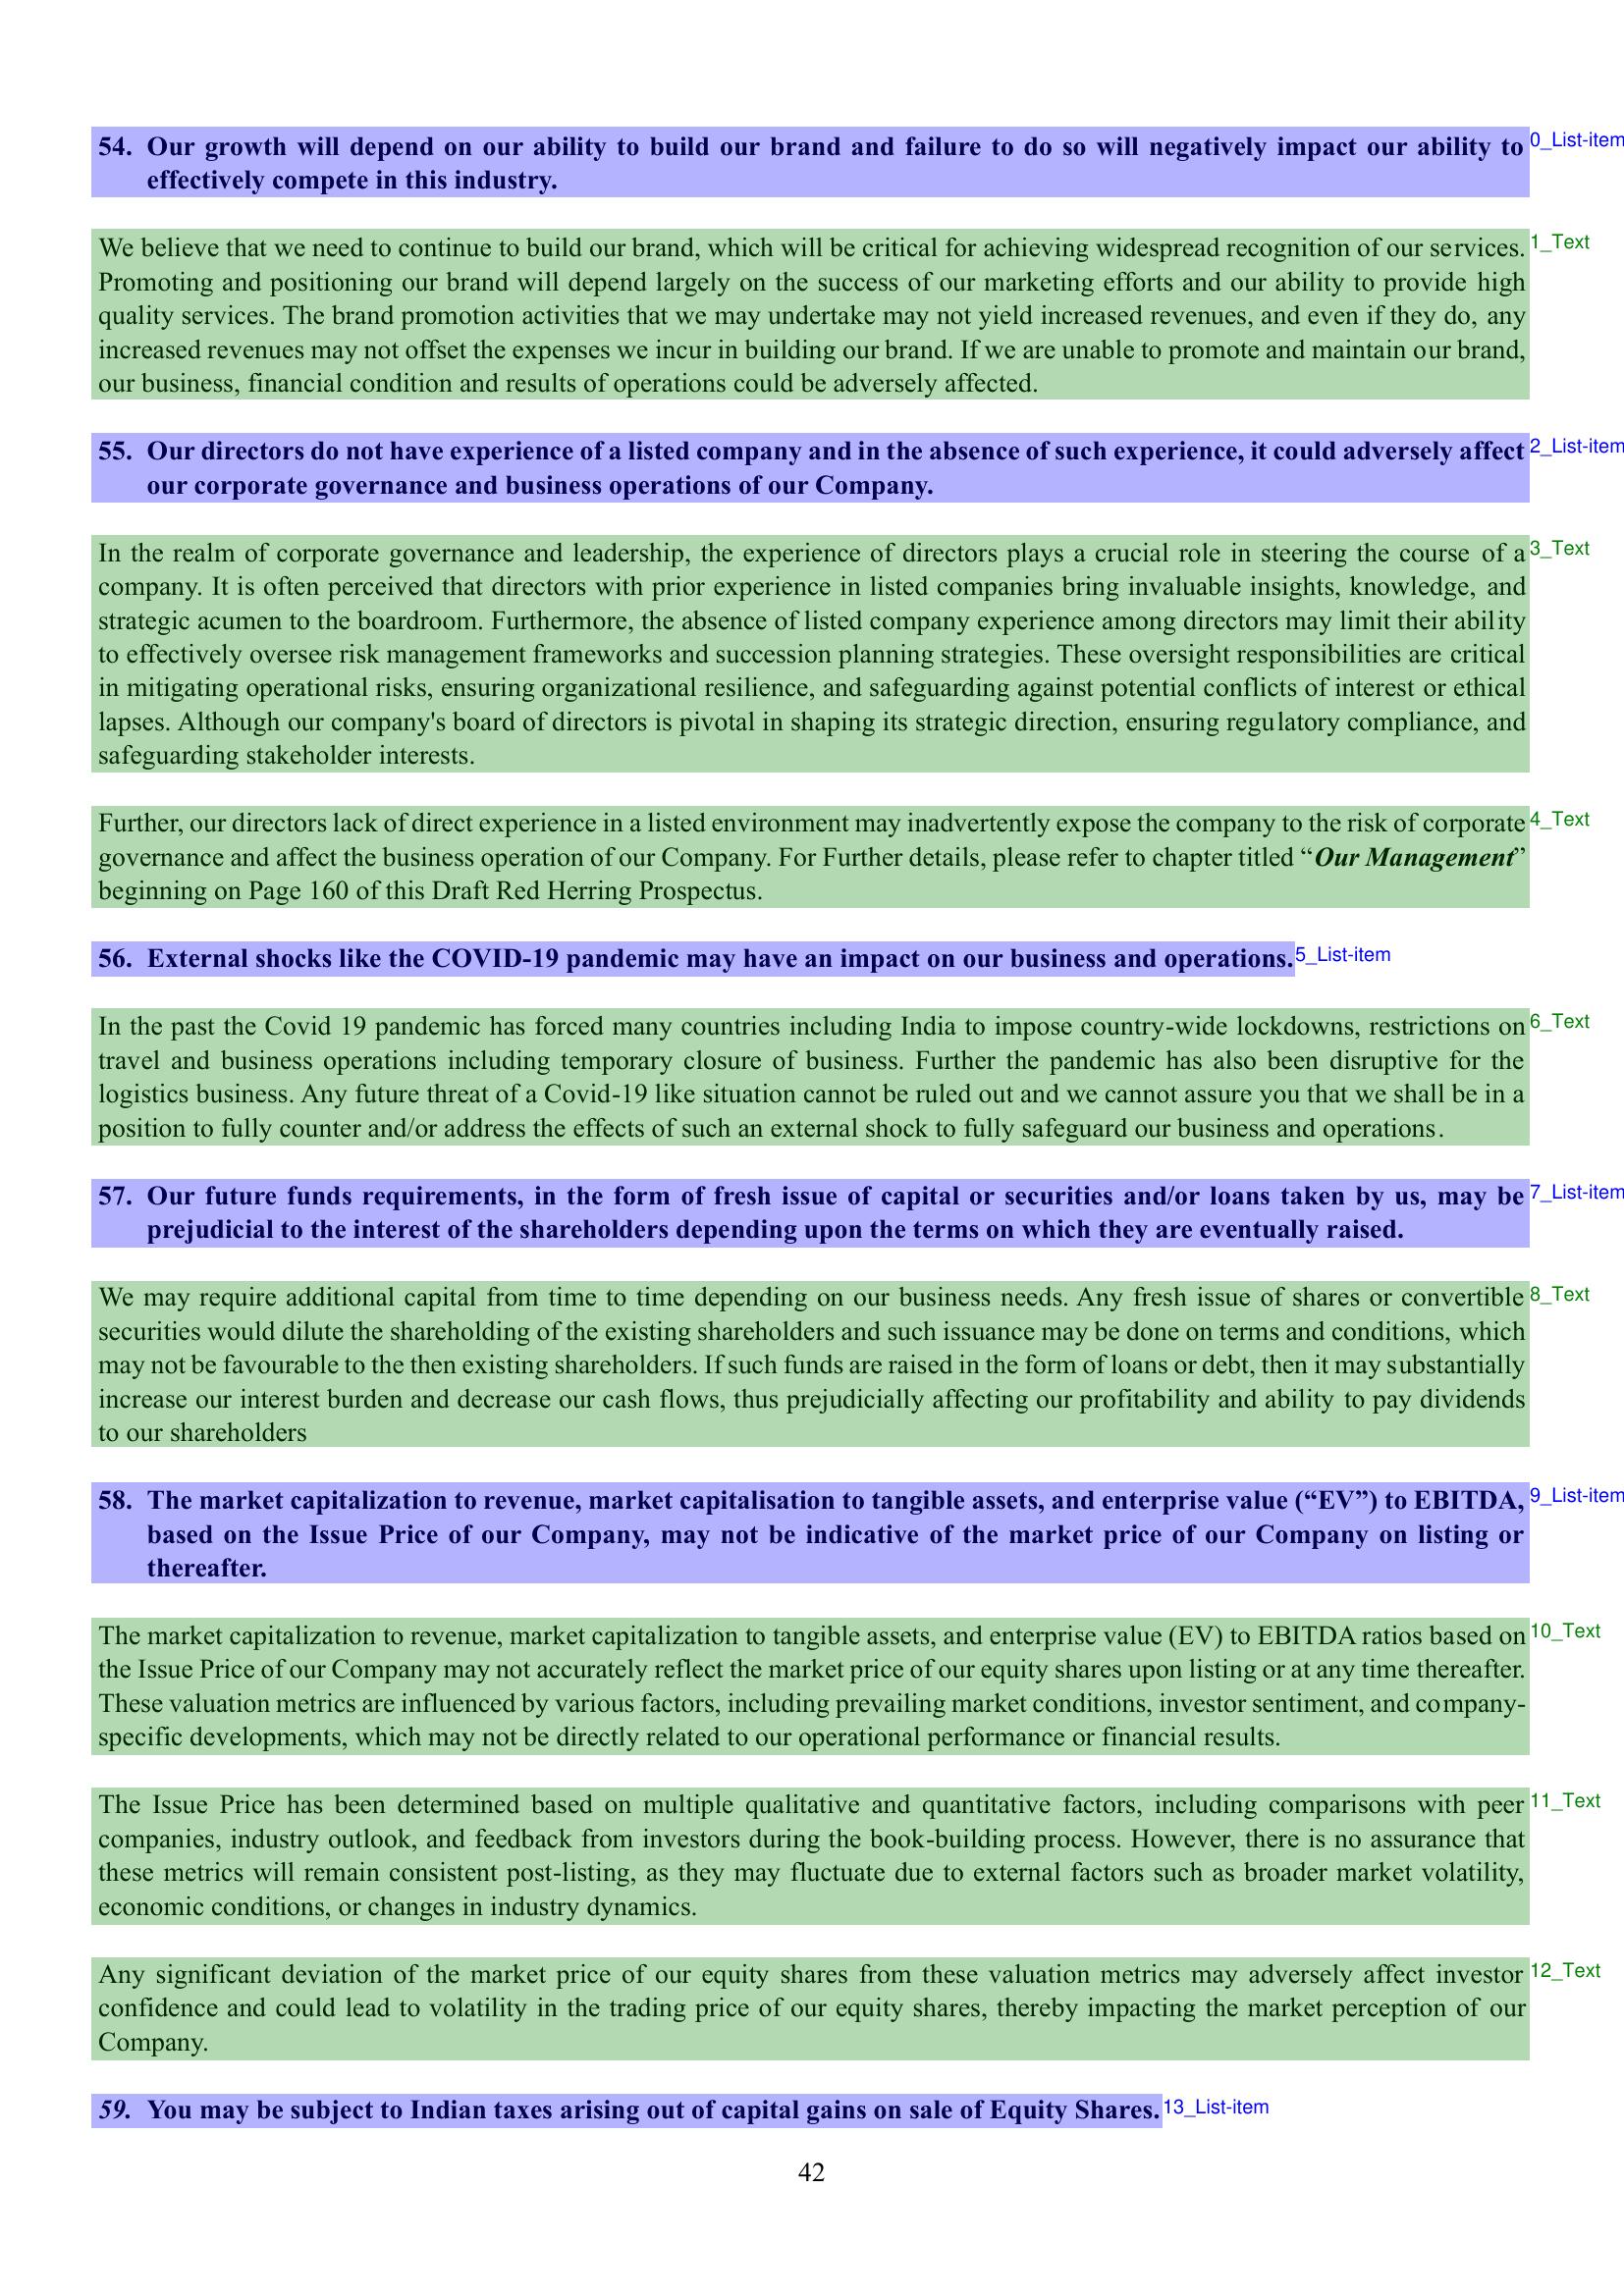 54. Our growth will depend on our ability to build our brand and failure to do so will negatively impact our ability to
effectively compete in this industry.
0_List-item
We believe that we need to continue to build our brand, which will be critical for achieving widespread recognition of our services.
Promoting and positioning our brand will depend largely on the success of our marketing efforts and our ability to provide high
quality services. The brand promotion activities that we may undertake may not yield increased revenues, and even if they do, any
increased revenues may not offset the expenses we incur in building our brand. If we are unable to promote and maintain our brand,
our business, financial condition and results of operations could be adversely affected.
1_Text
55. Our directors do not have experience of a listed company and in the absence of such experience, it could adversely affect
our corporate governance and business operations of our Company.
2_List-item
In the realm of corporate governance and leadership, the experience of directors plays a crucial role in steering the course of a
company. It is often perceived that directors with prior experience in listed companies bring invaluable insights, knowledge, and
strategic acumen to the boardroom. Furthermore, the absence of listed company experience among directors may limit their ability
to effectively oversee risk management frameworks and succession planning strategies. These oversight responsibilities are critical
in mitigating operational risks, ensuring organizational resilience, and safeguarding against potential conflicts of interest or ethical
lapses. Although our company's board of directors is pivotal in shaping its strategic direction, ensuring regulatory compliance, and
safeguarding stakeholder interests.
3_Text
Further, our directors lack of direct experience in a listed environment may inadvertently expose the company to the risk of corporate
governance and affect the business operation of our Company. For Further details, please refer to chapter titled “Our Management”
beginning on Page 160 of this Draft Red Herring Prospectus.
4_Text
56. External shocks like the COVID-19 pandemic may have an impact on our business and operations.
5_List-item
In the past the Covid 19 pandemic has forced many countries including India to impose country-wide lockdowns, restrictions on
travel and business operations including temporary closure of business. Further the pandemic has also been disruptive for the
logistics business. Any future threat of a Covid-19 like situation cannot be ruled out and we cannot assure you that we shall be in a
position to fully counter and/or address the effects of such an external shock to fully safeguard our business and operations.
6_Text
57. Our future funds requirements, in the form of fresh issue of capital or securities and/or loans taken by us, may be
prejudicial to the interest of the shareholders depending upon the terms on which they are eventually raised.
7_List-item
We may require additional capital from time to time depending on our business needs. Any fresh issue of shares or convertible
securities would dilute the shareholding of the existing shareholders and such issuance may be done on terms and conditions, which
may not be favourable to the then existing shareholders. If such funds are raised in the form of loans or debt, then it may substantially
increase our interest burden and decrease our cash flows, thus prejudicially affecting our profitability and ability to pay dividends
to our shareholders
8_Text
58. The market capitalization to revenue, market capitalisation to tangible assets, and enterprise value (“EV”) to EBITDA,
based on the Issue Price of our Company, may not be indicative of the market price of our Company on listing or
thereafter.
9_List-item
The market capitalization to revenue, market capitalization to tangible assets, and enterprise value (EV) to EBITDA ratios based on
the Issue Price of our Company may not accurately reflect the market price of our equity shares upon listing or at any time thereafter.
These valuation metrics are influenced by various factors, including prevailing market conditions, investor sentiment, and company-
specific developments, which may not be directly related to our operational performance or financial results.
10_Text
The Issue Price has been determined based on multiple qualitative and quantitative factors, including comparisons with peer
companies, industry outlook, and feedback from investors during the book-building process. However, there is no assurance that
these metrics will remain consistent post-listing, as they may fluctuate due to external factors such as broader market volatility,
economic conditions, or changes in industry dynamics.
11_Text
Any significant deviation of the market price of our equity shares from these valuation metrics may adversely affect investor
confidence and could lead to volatility in the trading price of our equity shares, thereby impacting the market perception of our
Company.
12_Text
59. You may be subject to Indian taxes arising out of capital gains on sale of Equity Shares.
13_List-item
42